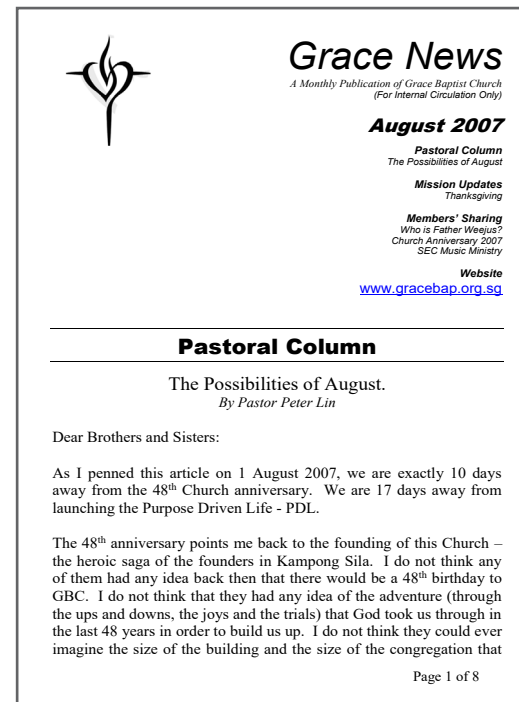 Grace News
A Monthly Publication of Grace Baptist Church
(For Internal Circulation Only)
August 2007
Pastoral Column
The Possibilities of August
Mission Updates
Thanksgiving
Members' Sharing
Who is Father Weejus?
Church Anniversary 2007
SEC Music Ministry
Website
www.gracebap.org.sg
Pastoral Column
The Possibilities of August.
By Pastor Peter Lin
Dear Brothers and Sisters:
As I penned this article on 1 August 2007, we are exactly 10 days
away from the 48th Church anniversary. We are 17 days away from
launching the Purpose Driven Life - PDL.
The 48th anniversary points me back to the founding of this Church –
the heroic saga of the founders in Kampong Sila. I do not think any
of them had any idea back then that there would be a 48th birthday to
GBC. I do not think that they had any idea of the adventure (through
the ups and downs, the joys and the trials) that God took us through in
the last 48 years in order to build us up. I do not think they could ever
imagine the size of the building and the size of the congregation that
Page 1 of 8